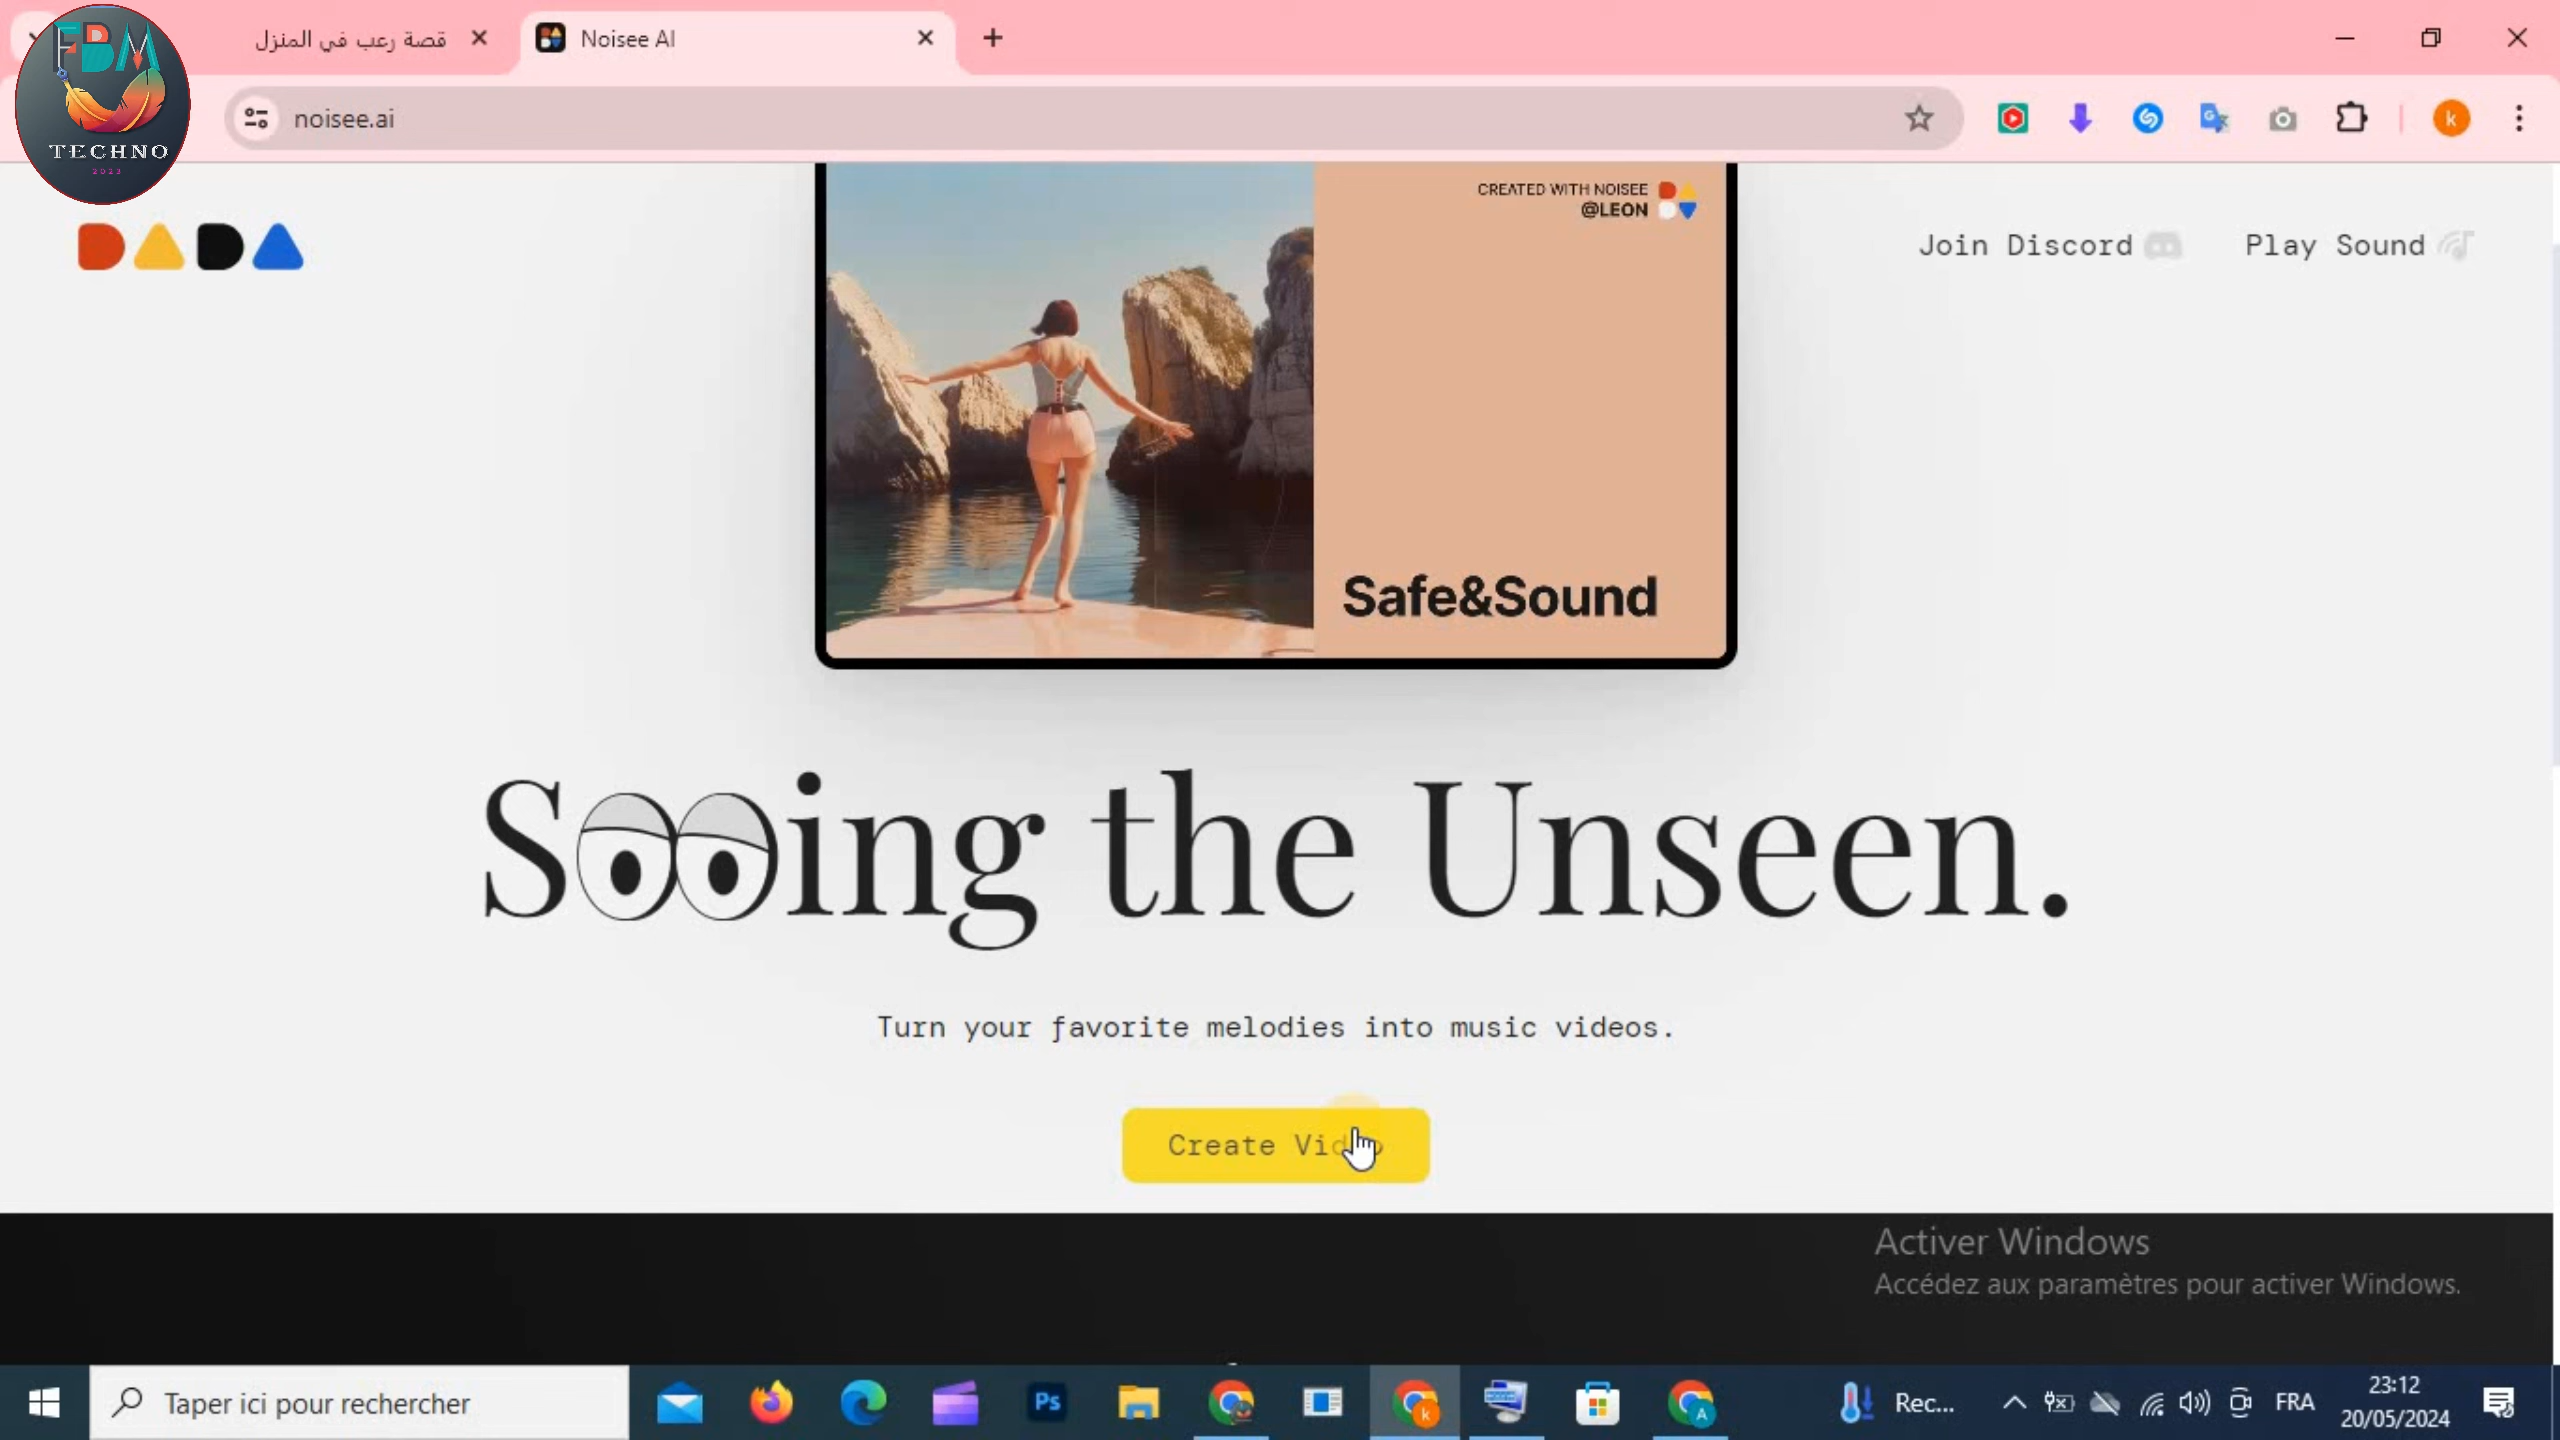 FBM
TECHNO
2023
قصة رعب في المنزل
Noisee AI
noisee.ai
k
CREATED WITH NOISEE
@LEON
Join Discord
Play Sound
Safe&Sound
Seeing the Unseen.
Turn your favorite melodies into music videos.
Create
Activer Windows
Accédez aux paramètres pour activer Windows.
Taper ici pour rechercher
Ps
k
A
Rec...
FRA
23:12
20/05/2024